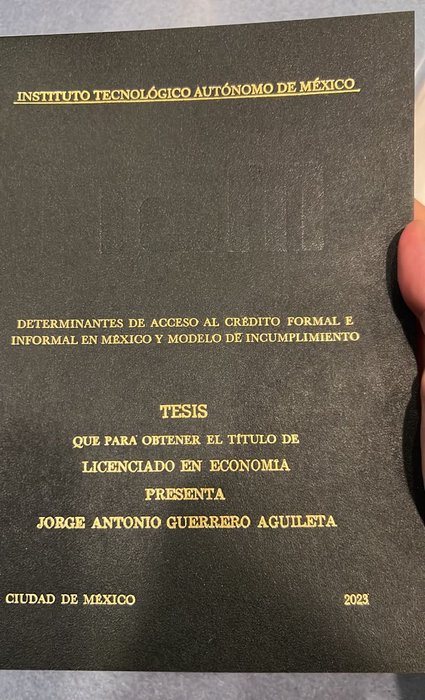 INSTITUTO TECNOLÓGICO AUTÓNOMO DE MÉXICO
DETERMINANTES DE ACCESO AL CRÉDITO FORMAL E
INFORMAL EN MÉXICO Y MODELO DE INCUMPLIMIENTO
TESIS
QUE PARA OBTENER EL TÍTULO DE
LICENCIADO EN ECONOMIA
PRESENTA
JORGE ANTONIO GUERRERO AGUILETA
CIUDAD DE MÉXICO 2023